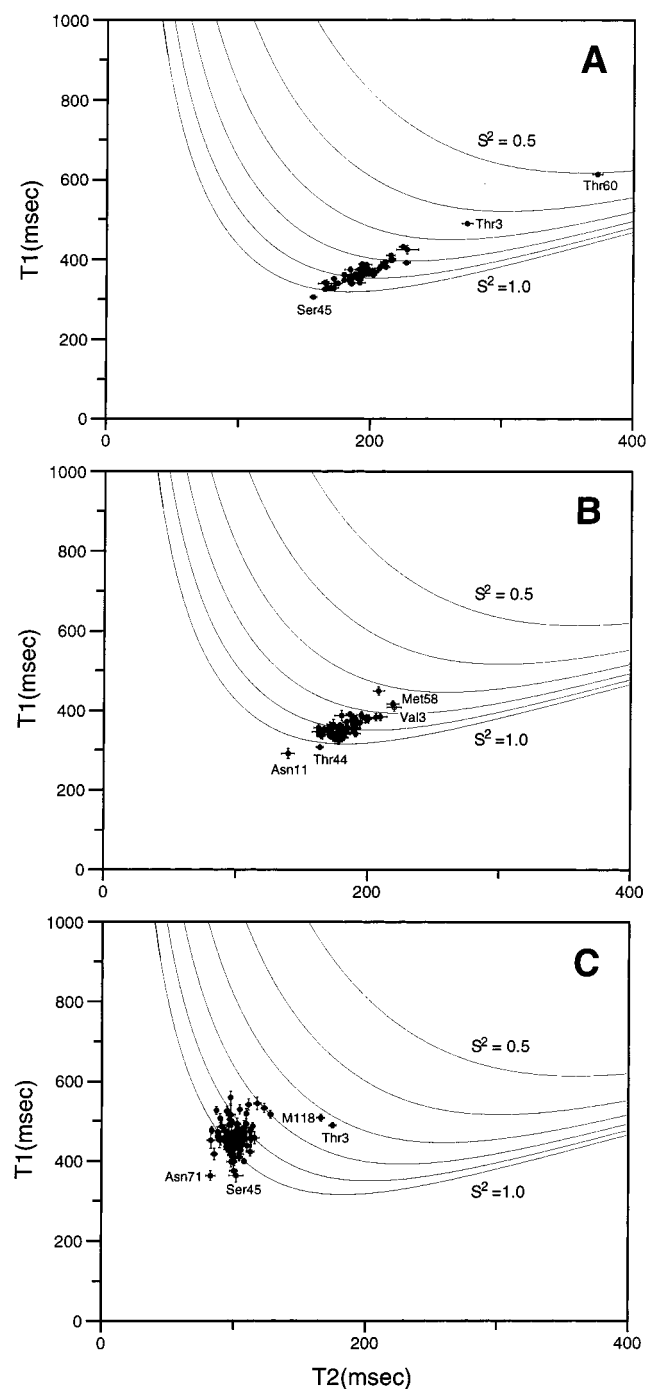 A
1000
800
600
400
200
0
T1(msec)
S² = 0.5
Thr60
Thr3
S² =1.0
Ser45
0
200
400
B
1000
800
600
400
200
0
T1(msec)
S² = 0.5
Met58
Val3
S² =1.0
Asn11
Thr44
0
200
400
C
1000
800
600
400
200
0
T1(msec)
S² = 0.5
M118
Thr3
Asn71
Ser45
S² =1.0
0
200
400
T2(msec)